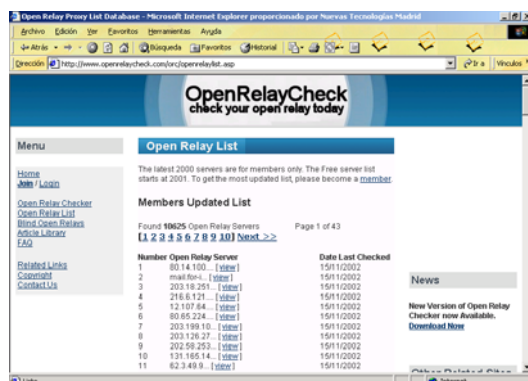 Open Relay Proxy List Database - Microsoft Internet Explorer proporcionado por Nuevas Tecnologías Madrid
Archivo Edición Ver Favoritos Herramientas Ayuda
Atrás Búsqueda Favoritos Historial
Dirección http://www.openrelaycheck.com/orc/openrelaylist.asp Ir a Vínculos
OpenRelayCheck
check your open relay today
Menu
Home
Join / Login
Open Relay Checker
Open Relay List
Blind Open Relays
Article Library
FAQ
Related Links
Copyright
Contact Us
Open Relay List
The latest 2000 servers are for members only. The Free server list
starts at 2001. To get the most updated list, please become a member.
Members Updated List
Found 10625 Open Relay Servers Page 1 of 43
[1 2 3 4 5 6 7 8 9 10] Next >>
Number Open Relay Server Date Last Checked
1 80.14.100... [view] 15/11/2002
2 mail.for-i... [view] 15/11/2002
3 203.18.251... [view] 15/11/2002
4 216.6.121... [view] 15/11/2002
5 12.107.64... [view] 15/11/2002
6 80.65.224... [view] 15/11/2002
7 203.199.10... [view] 15/11/2002
8 203.126.27... [view] 15/11/2002
9 202.58.253... [view] 15/11/2002
10 131.165.14... [view] 15/11/2002
11 62.3.49.9... [view] 15/11/2002
News
New Version of Open Relay
Checker now Available.
Download Now
Other Related Sites
Listo Internet